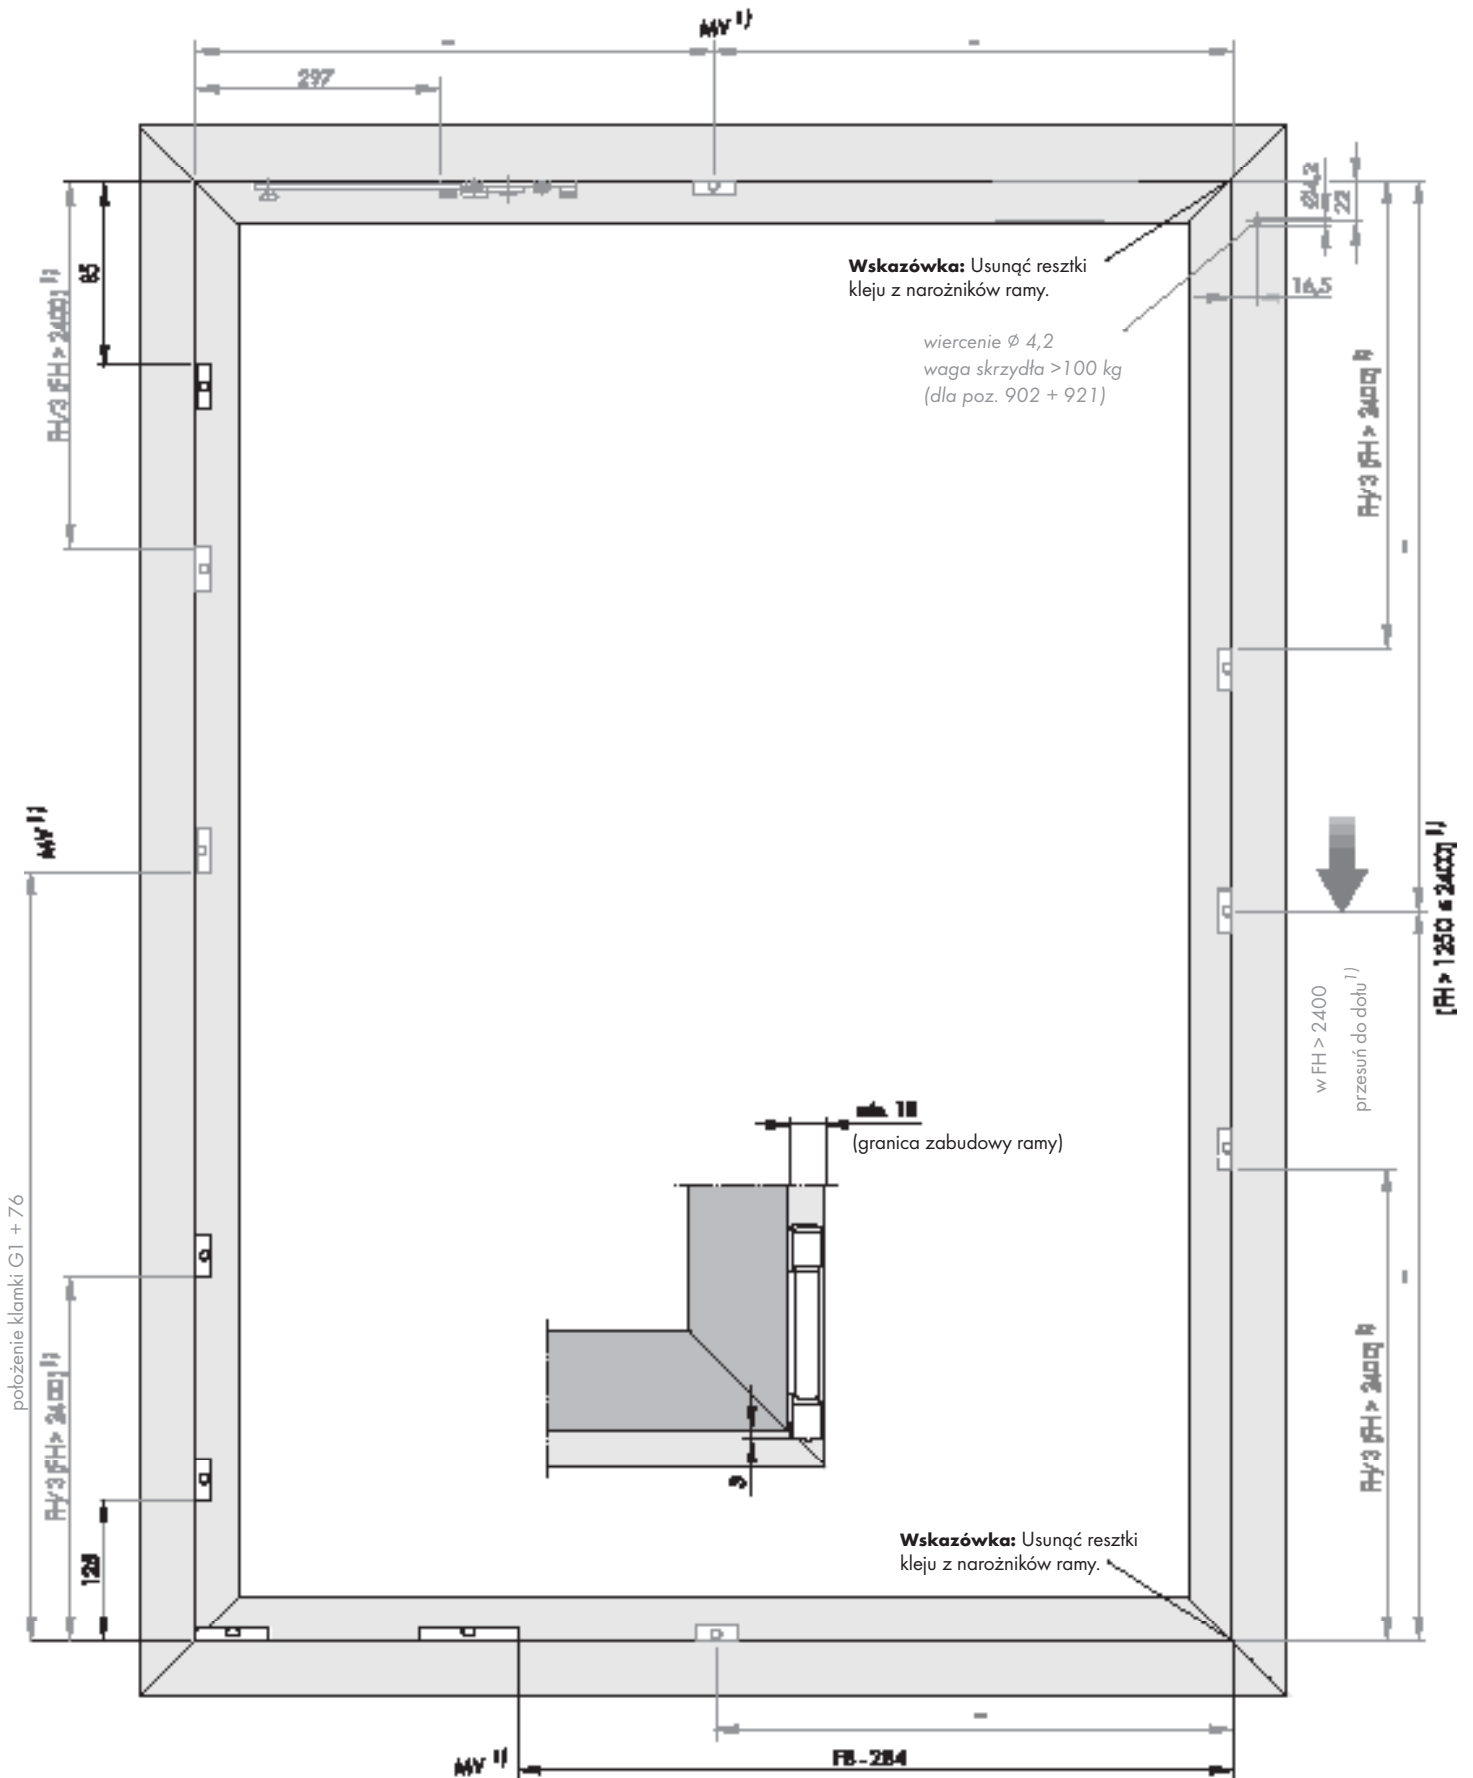 MV 1)
297
Ø4,2
22
85
FH/3 (FH > 2400) 1)
Wskazówka: Usunąć resztki
kleju z narożników ramy.
16,5
wiercenie Ø 4,2
waga skrzydła >100 kg
(dla poz. 902 + 921)
FH/3 (FH > 2400)
MV 1)
(FH > 1250 ≤ 2400) 1)
w FH > 2400
przesuń do dołu 1)
min. 18
(granica zabudowy ramy)
położenie klamki G1 + 76
FH/3 (FH > 2400) 1)
FH/3 (FH > 2400)
9
128
Wskazówka: Usunąć resztki
kleju z narożników ramy.
MV 1)
FB-284